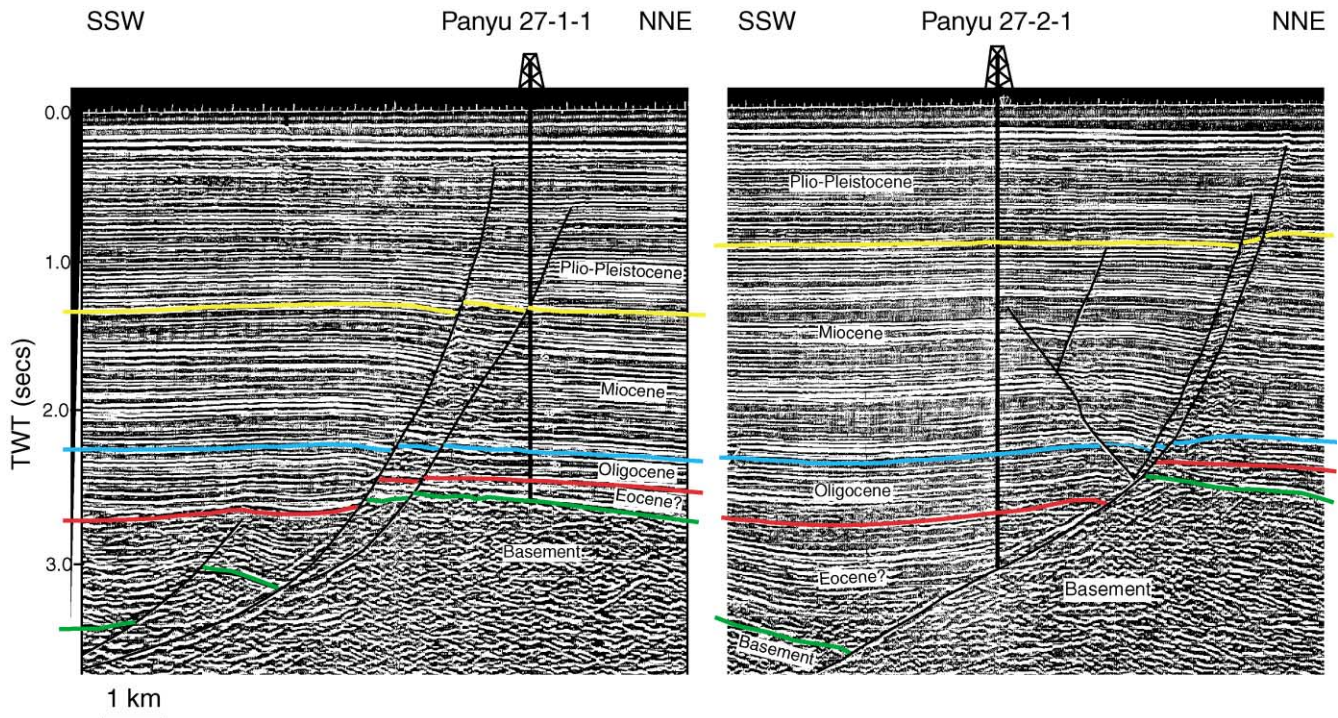 SSW Panyu 27-1-1 NNE
SSW Panyu 27-2-1 NNE
0.0
1.0
2.0
3.0
TWT (secs)
Plio-Pleistocene
Miocene
Oligocene
Eocene?
Basement
1 km
Plio-Pleistocene
Miocene
Oligocene
Eocene?
Basement
Basement